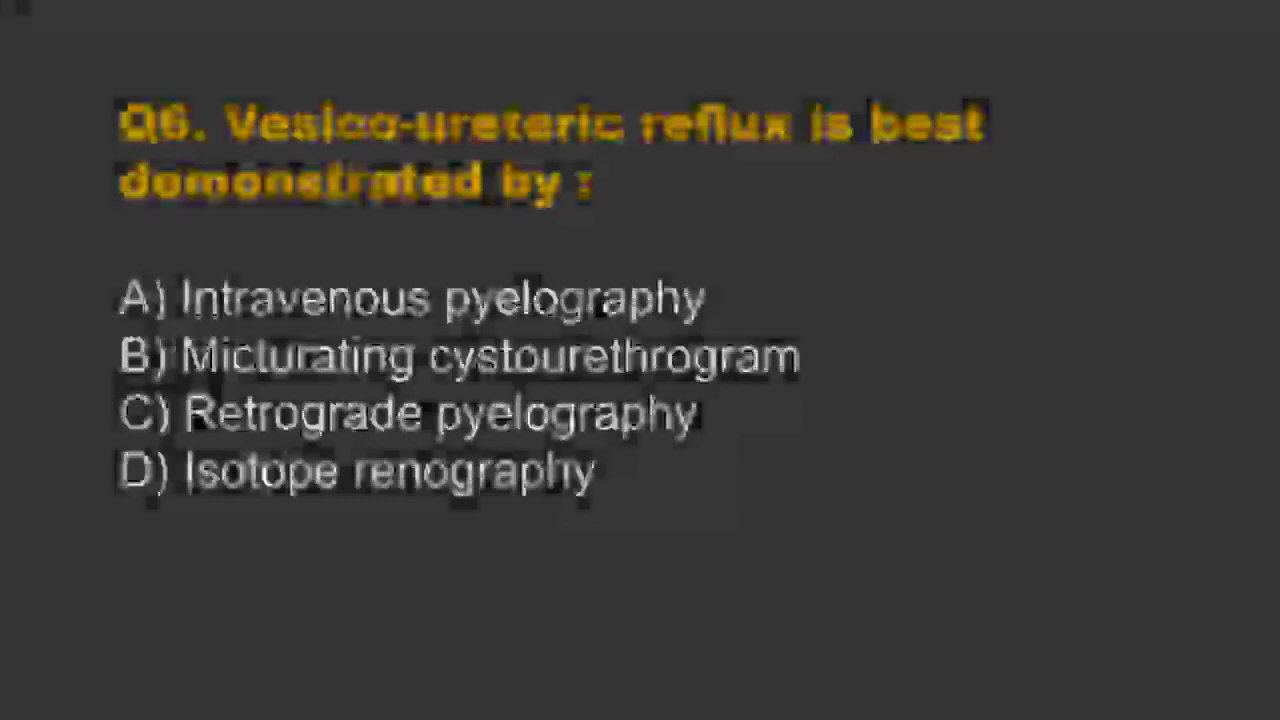 Q6. Vesico-ureteric reflux is best
demonstrated by :
A) Intravenous pyelography
B) Micturating cystourethrogram
C) Retrograde pyelography
D) Isotope renography